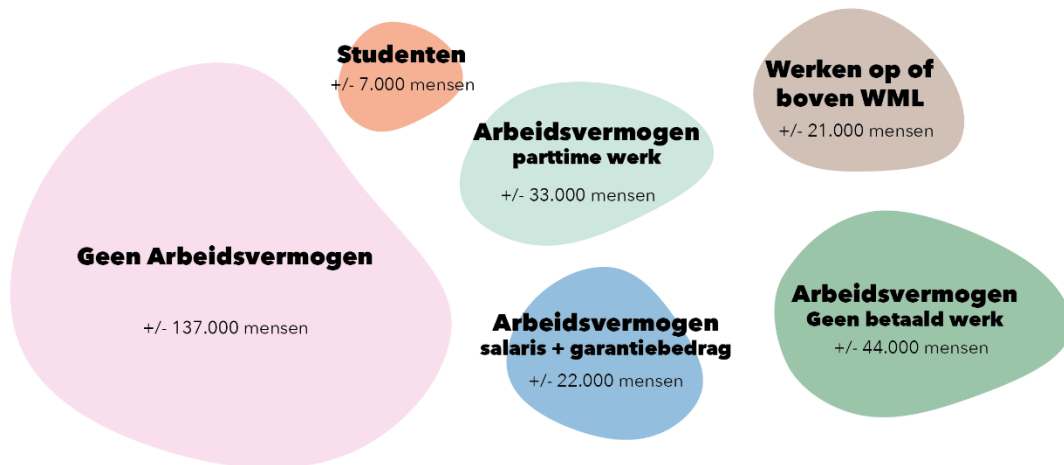 Studenten
+/- 7.000 mensen
Werken op of
boven WML
+/- 21.000 mensen
Arbeidsvermogen
parttime werk
+/- 33.000 mensen
Geen Arbeidsvermogen
+/- 137.000 mensen
Arbeidsvermogen
salaris + garantiebedrag
+/- 22.000 mensen
Arbeidsvermogen
Geen betaald werk
+/- 44.000 mensen